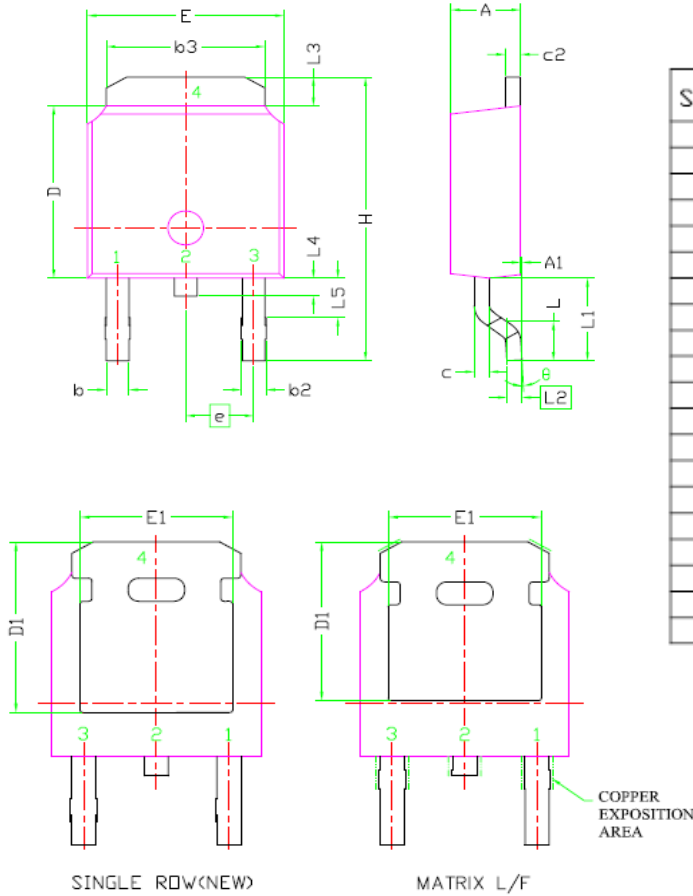 E
b3
L3
4
D
H
L4
L5
1
2
3
b
b2
e
A
c2
A1
L
L1
c
θ
L2
S
E1
4
D1
3
2
1
SINGLE ROW(NEW)
E1
4
D1
3
2
1
COPPER
EXPOSITION
AREA
MATRIX L/F